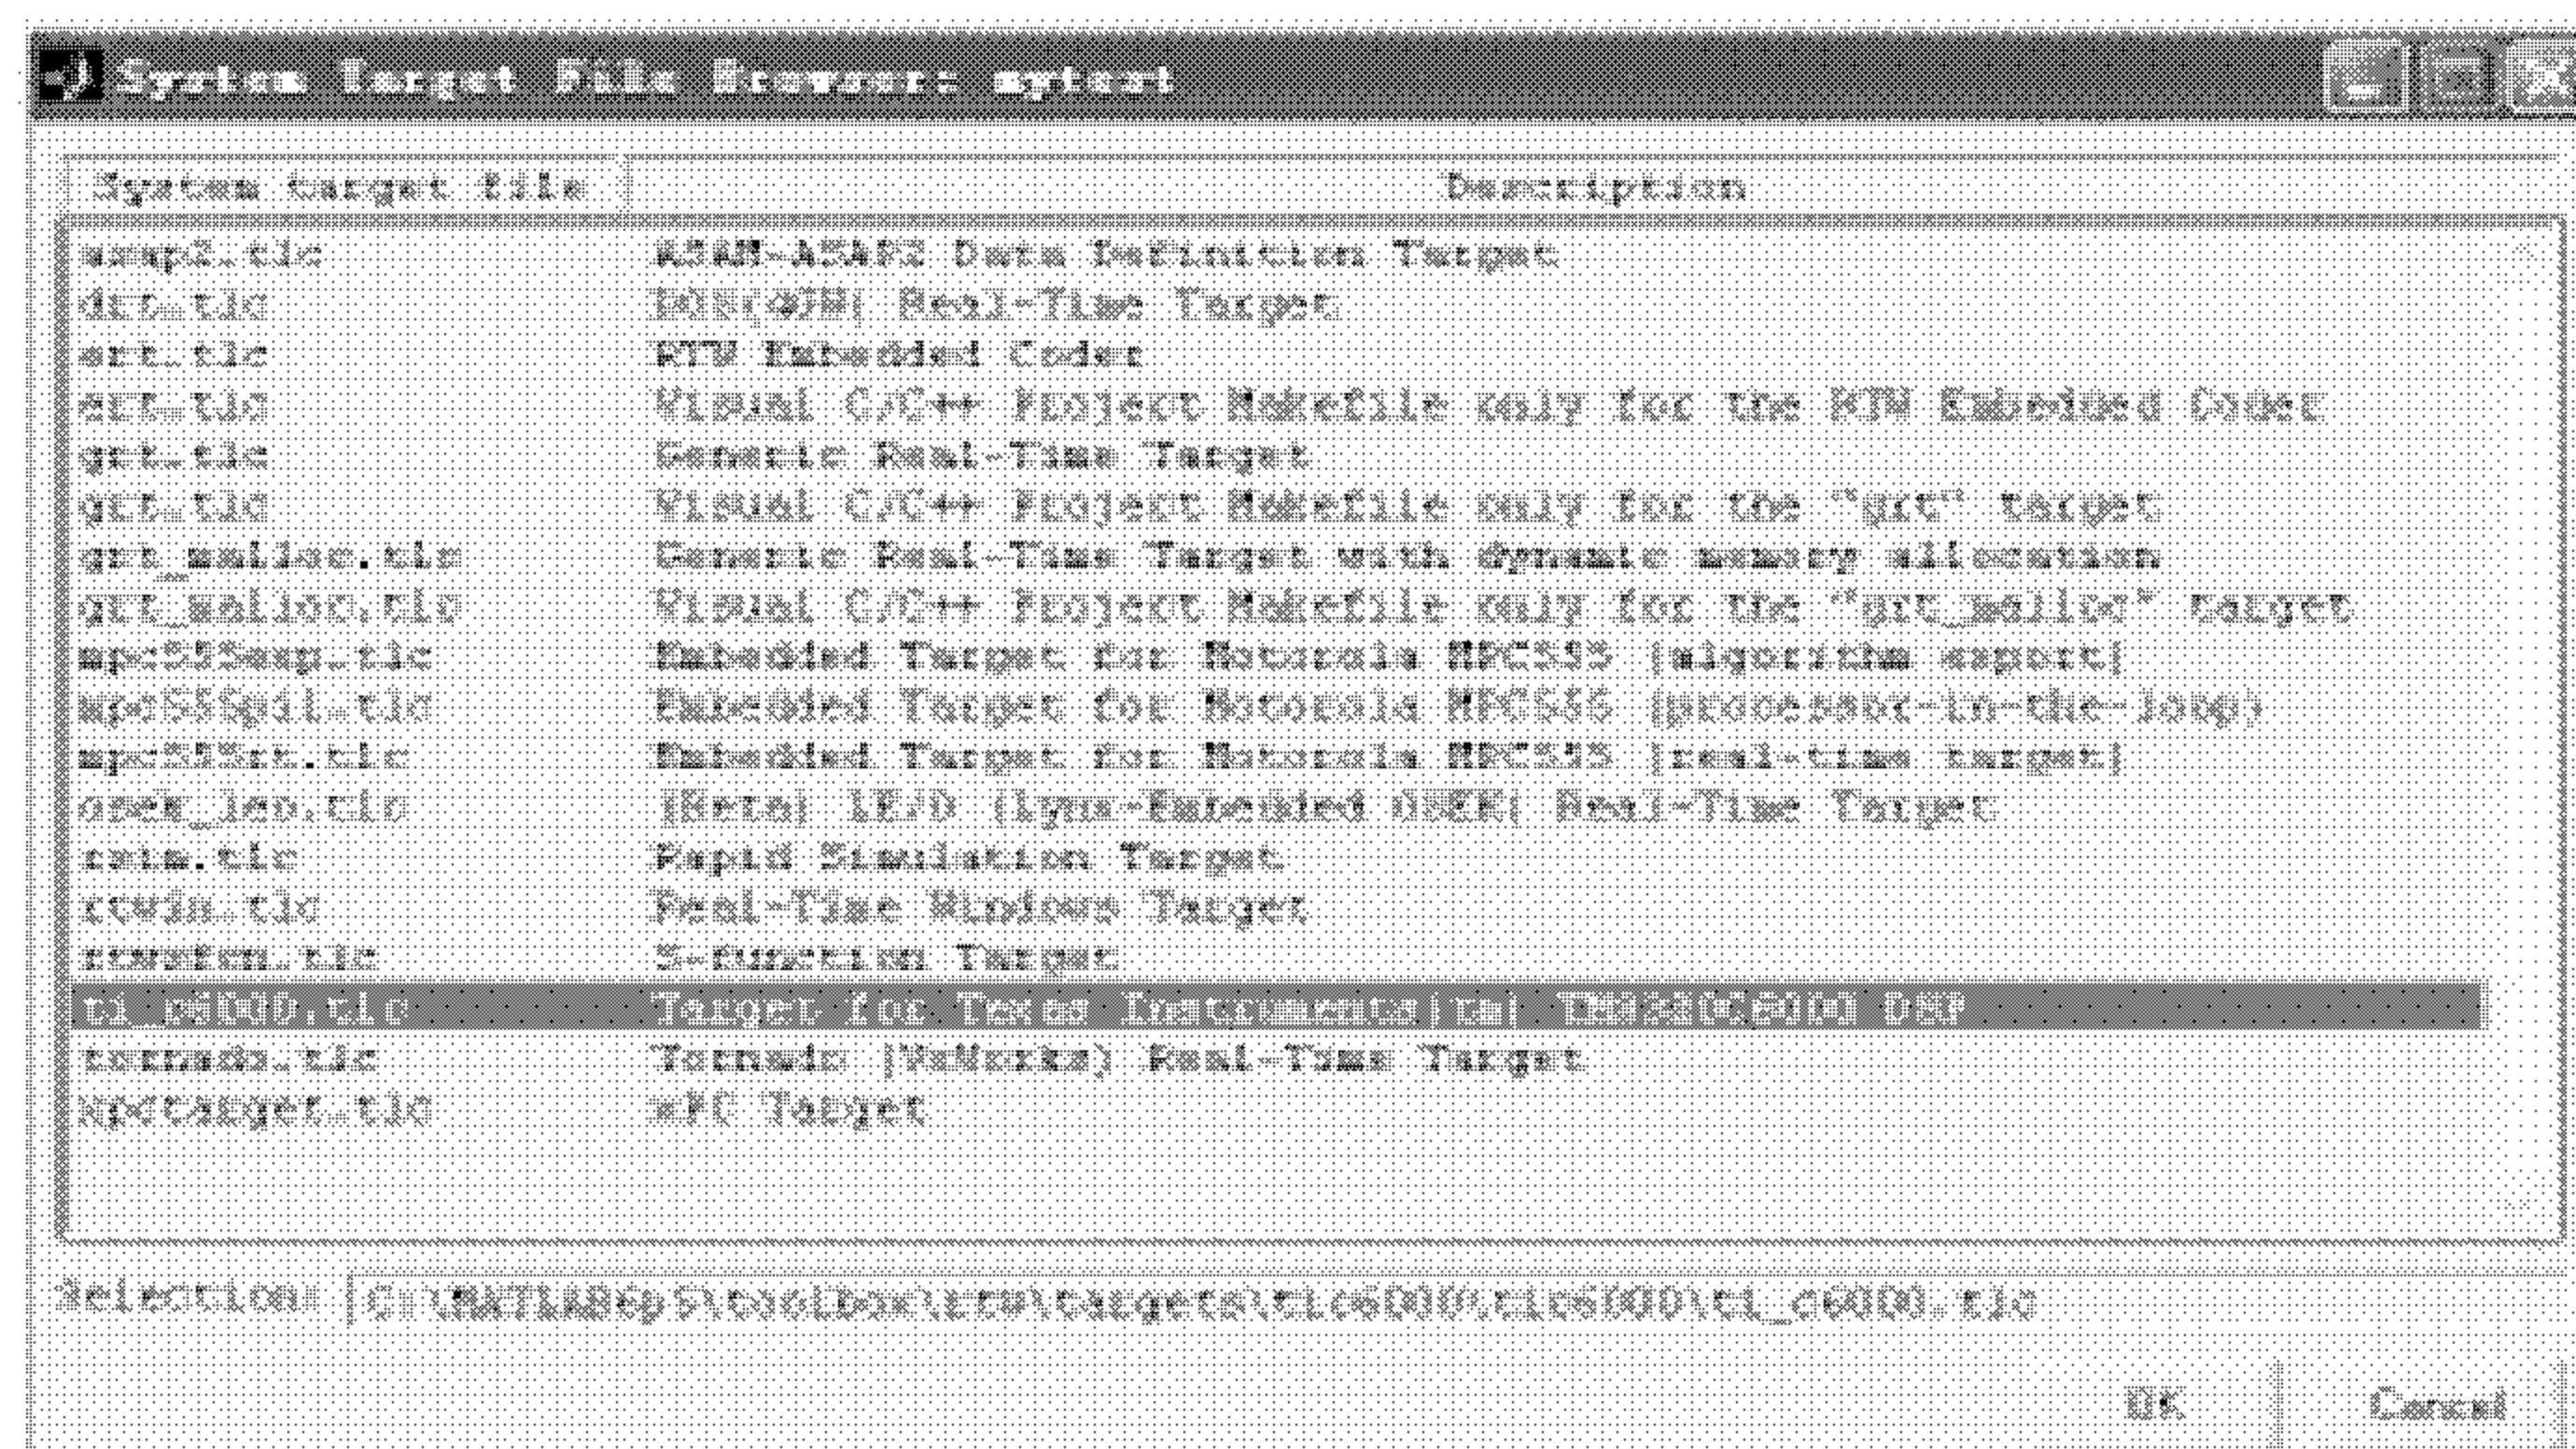 System Target File Browser: mytest
System target file Description
asap2.tlc ASAM-ASAP2 Data Definition Target
drt.tlc DOS(4GW) Real-Time Target
ert.tlc RTW Embedded Coder
ert.tlc Visual C/C++ Project Makefile only for the RTW Embedded Coder
grt.tlc Generic Real-Time Target
grt.tlc Visual C/C++ Project Makefile only for the "grt" target
grt_malloc.tlc Generic Real-Time Target with dynamic memory allocation
grt_malloc.tlc Visual C/C++ Project Makefile only for the "grt_malloc" target
mpc555exp.tlc Embedded Target for Motorola MPC555 (algorithm export)
mpc555pil.tlc Embedded Target for Motorola MPC555 (processor-in-the-loop)
mpc555rt.tlc Embedded Target for Motorola MPC555 (real-time target)
osek_leo.tlc (Beta) LE/O (Lynx-Embedded OSEK) Real-Time Target
rsim.tlc Rapid Simulation Target
rtwin.tlc Real-Time Windows Target
rtwsfcn.tlc S-function Target
ti_c6000.tlc Target for Texas Instruments(tm) TMS320C6000 DSP
tornado.tlc Tornado (VxWorks) Real-Time Target
xpctarget.tlc xPC Target
Selection: C:\MATLAB6p5\toolbox\rtw\targets\tic6000\tic6000\ti_c6000.tlc
OK Cancel